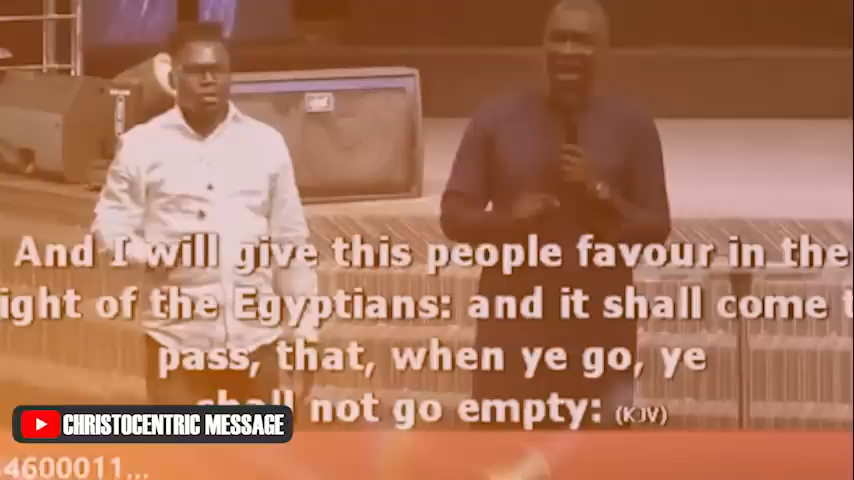 And I will give this people favour in the
ight of the Egyptians: and it shall come t
pass, that, when ye go, ye
shall not go empty: (KJV)
CHRISTOCENTRIC MESSAGE
4600011...